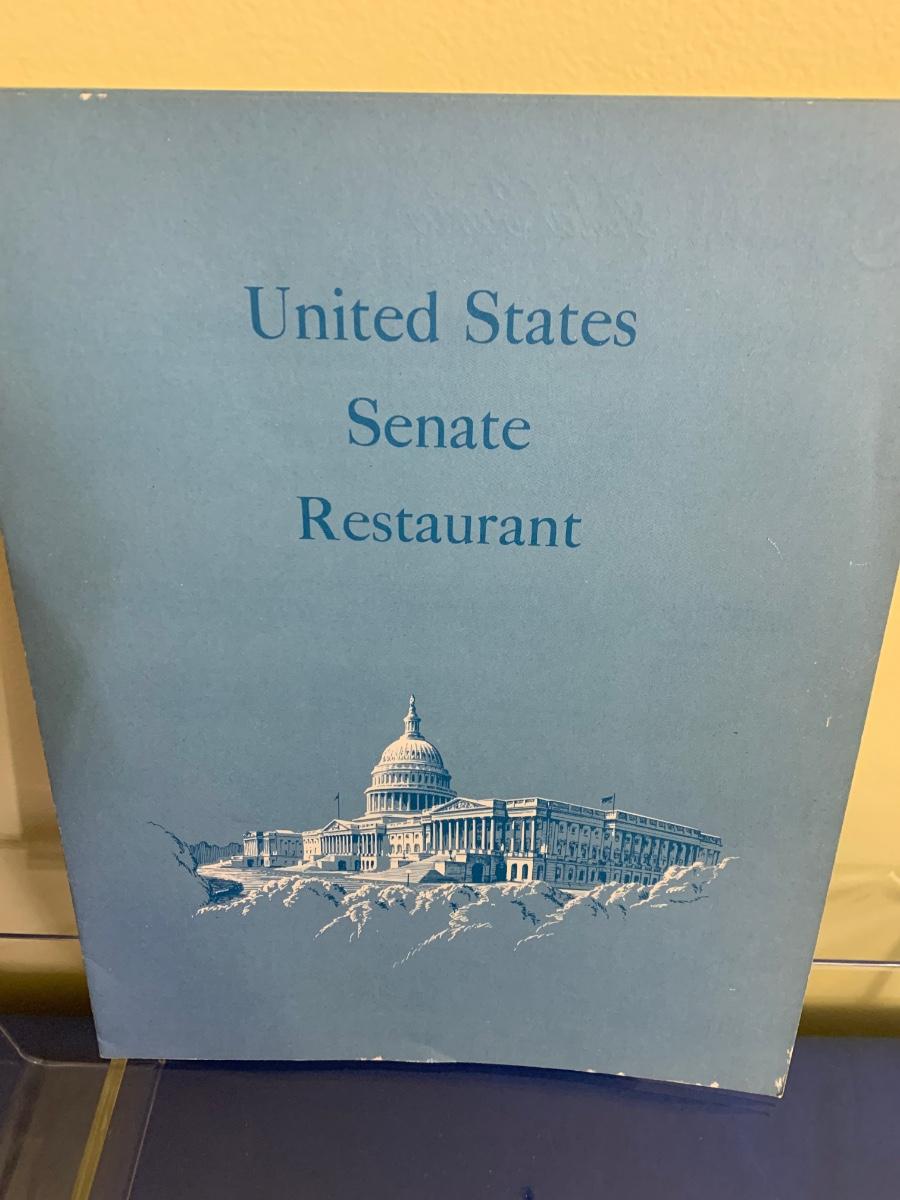 United States
Senate
Restaurant